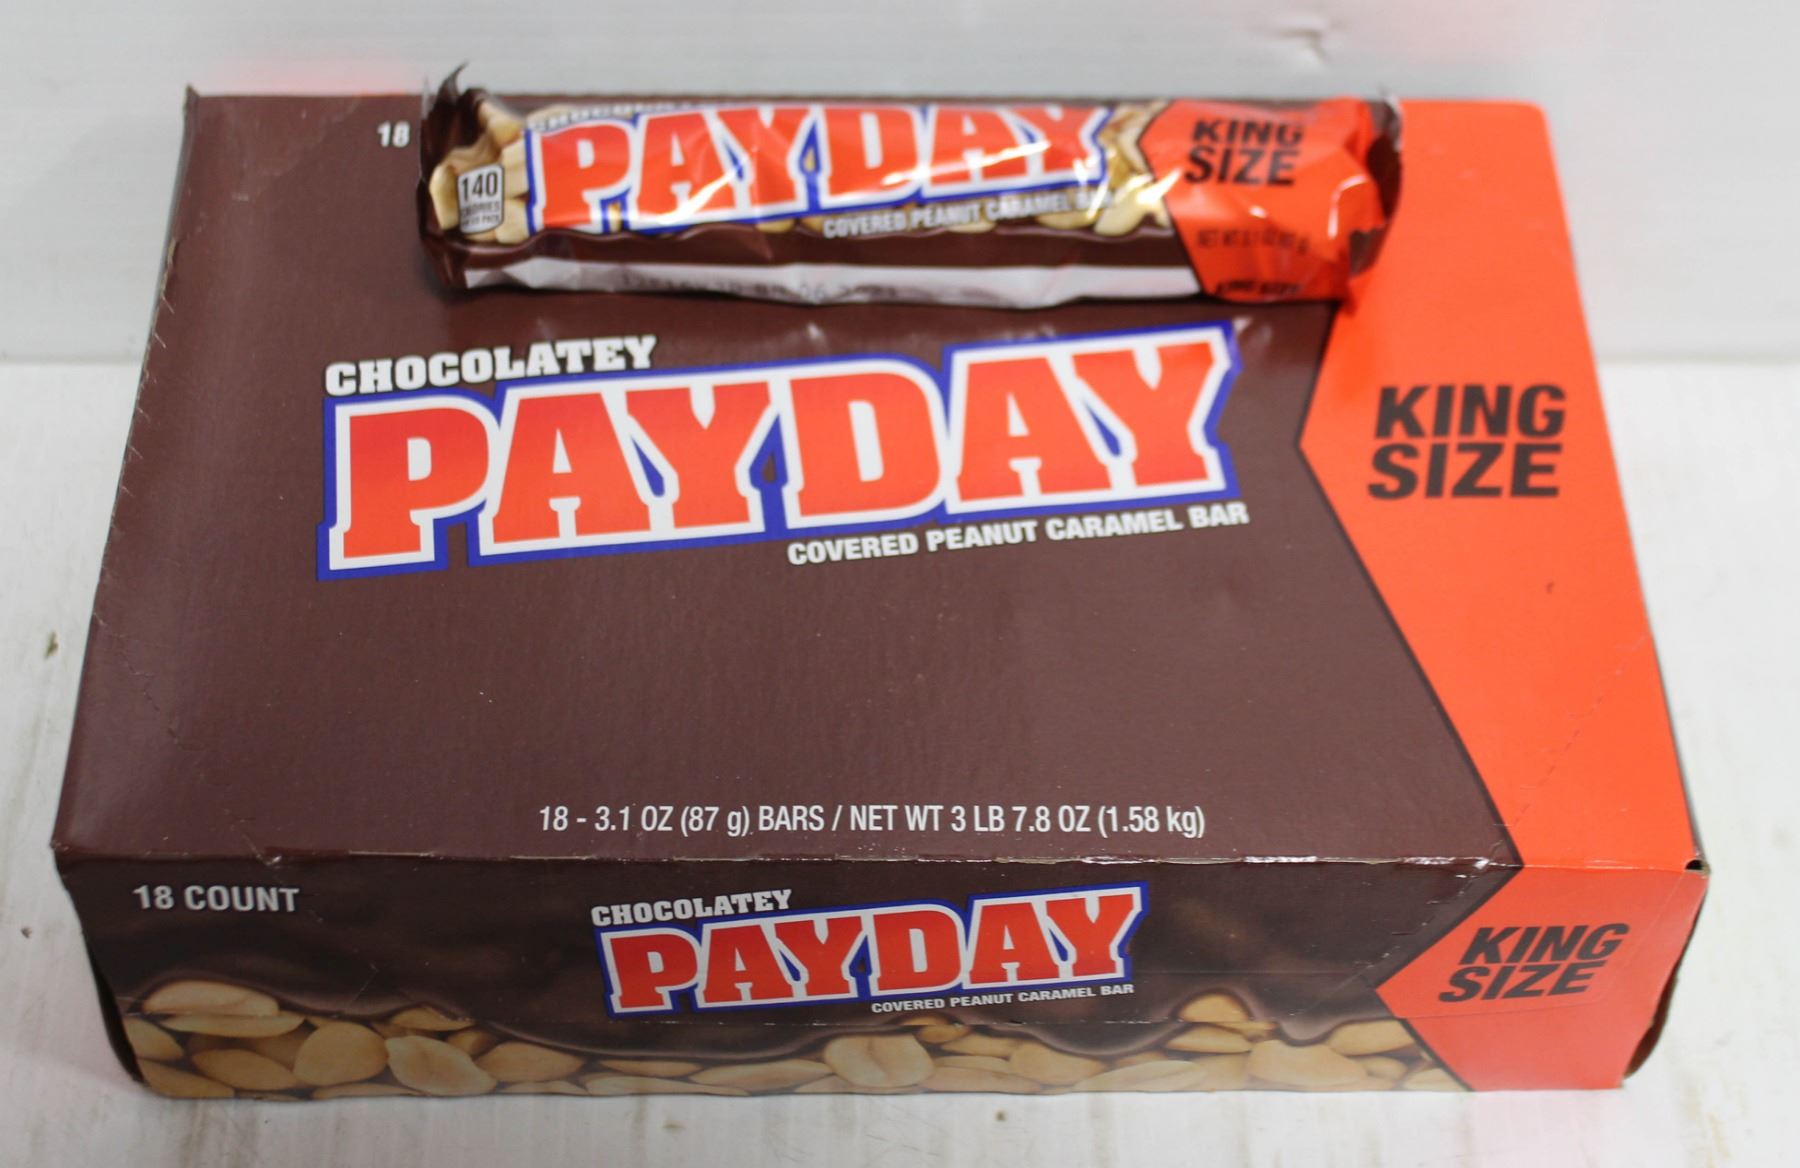 18
140
CALORIES
PAYDAY
COVERED PEANUT CARAMEL BAR
KING
SIZE
CHOCOLATEY
PAYDAY
COVERED PEANUT CARAMEL BAR
KING
SIZE
18 - 3.1 OZ (87 g) BARS / NET WT 3 LB 7.8 OZ (1.58 kg)
18 COUNT
CHOCOLATEY
PAYDAY
COVERED PEANUT CARAMEL BAR
KING
SIZE